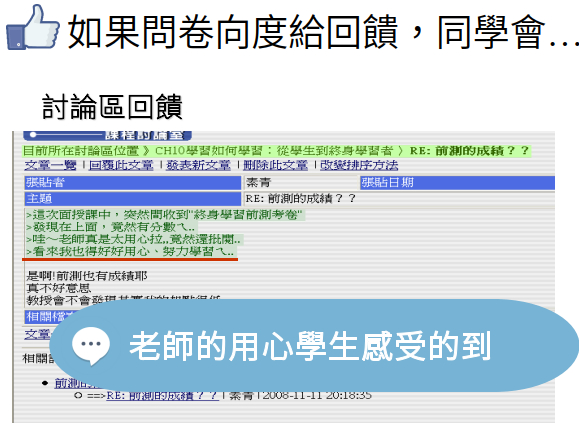 如果問卷向度給回饋，同學會…
討論區回饋
課程討論室
目前所在討論區位置 》CH10學習如何學習：從學生到終身學習者 〉RE: 前測的成績？？
文章一覽 | 回覆此文章 | 發表新文章 | 刪除此文章 | 改變排序方法
張貼者 素青 張貼日期
主題 RE: 前測的成績？？
>這次面授課中，突然間收到"終身學習前測考卷"
>發現在上面，竟然有分數ㄟ..
>哇～老師真是太用心拉,,竟然還批閱..
>看來我也得好好用心、努力學習ㄟ..
是啊!前測也有成績耶
真不好意思
教授會不會發現其實我的
相關檔
文章
老師的用心學生感受的到
相關
前測的
==>RE: 前測的成績？？ | 素青 | 2008-11-11 20:18:35